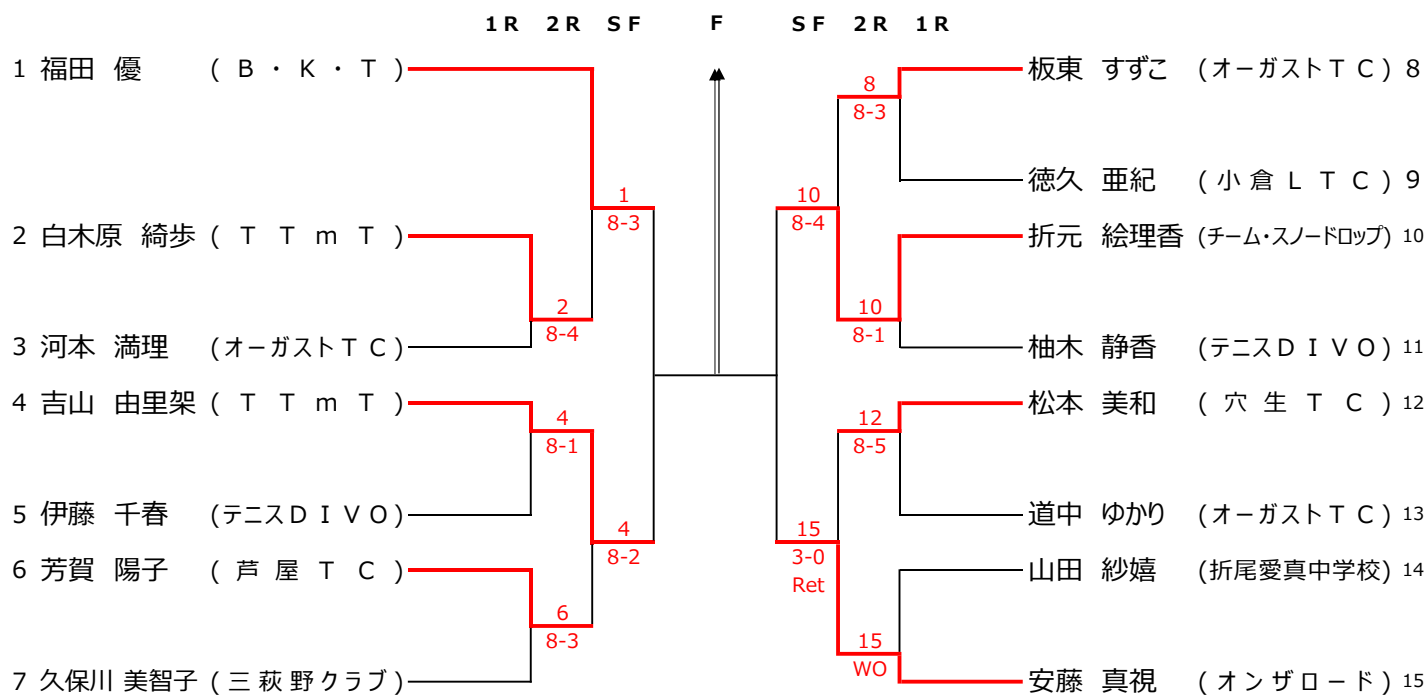 1R 2R SF F SF 2R 1R
1 福田 優 (B・K・T)
板東 すずこ (オーガストTC) 8
8
8-3
徳久 亜紀 (小倉LTC) 9
1
8-3
10
8-4
2 白木原 綺歩 (TTmT)
折元 絵理香 (チーム・スノードロップ) 10
2
8-4
10
8-1
3 河本 満理 (オーガストTC)
柚木 静香 (テニスDIVO) 11
4 吉山 由里架 (TTmT)
松本 美和 (穴生TC) 12
4
8-1
12
8-5
5 伊藤 千春 (テニスDIVO)
道中 ゆかり (オーガストTC) 13
4
8-2
15
3-0
Ret
6 芳賀 陽子 (芦屋TC)
山田 紗嬉 (折尾愛真中学校) 14
6
8-3
15
WO
7 久保川 美智子 (三萩野クラブ)
安藤 真視 (オンザロード) 15